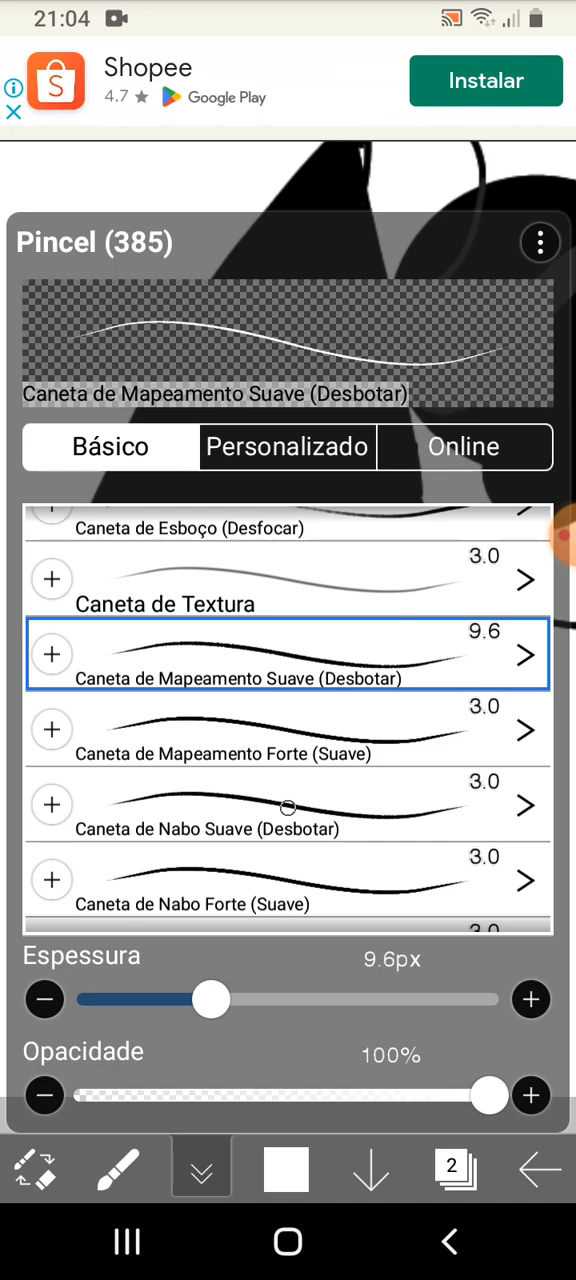 21:04
Shopee
4.7 ★ Google Play
Instalar
Pincel (385)
Caneta de Mapeamento Suave (Desbotar)
Básico
Personalizado
Online
Caneta de Esboço (Desfocar)
3.0
Caneta de Textura
9.6
Caneta de Mapeamento Suave (Desbotar)
3.0
Caneta de Mapeamento Forte (Suave)
3.0
Caneta de Nabo Suave (Desbotar)
3.0
Caneta de Nabo Forte (Suave)
3.0
Espessura
9.6px
Opacidade
100%
2